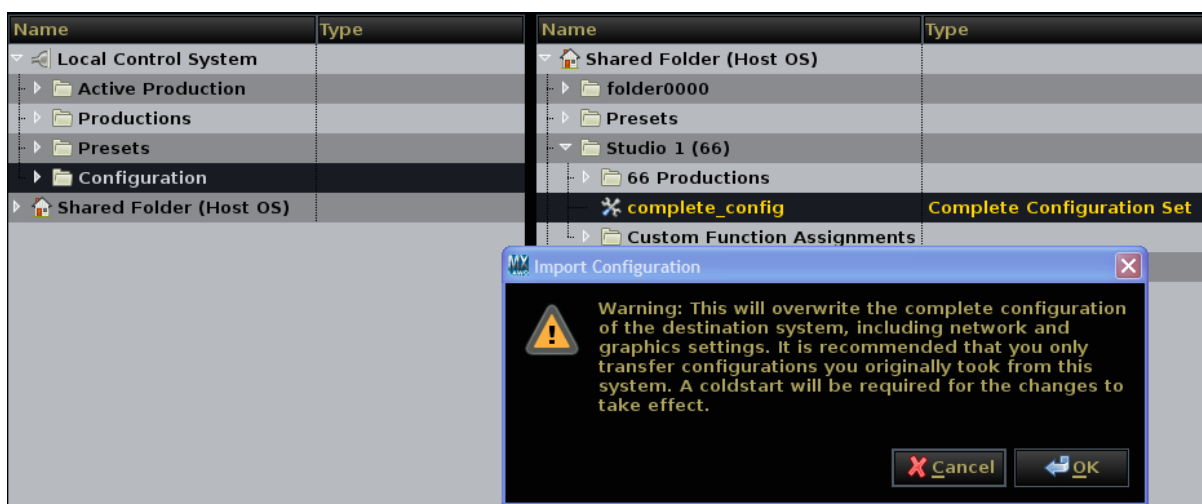 Name Type
Local Control System
Active Production
Productions
Presets
Configuration
Shared Folder (Host OS)
Name Type
Shared Folder (Host OS)
folder0000
Presets
Studio 1 (66)
66 Productions
complete_config Complete Configuration Set
Custom Function Assignments
Import Configuration
Warning: This will overwrite the complete configuration
of the destination system, including network and
graphics settings. It is recommended that you only
transfer configurations you originally took from this
system. A coldstart will be required for the changes to
take effect.
Cancel OK